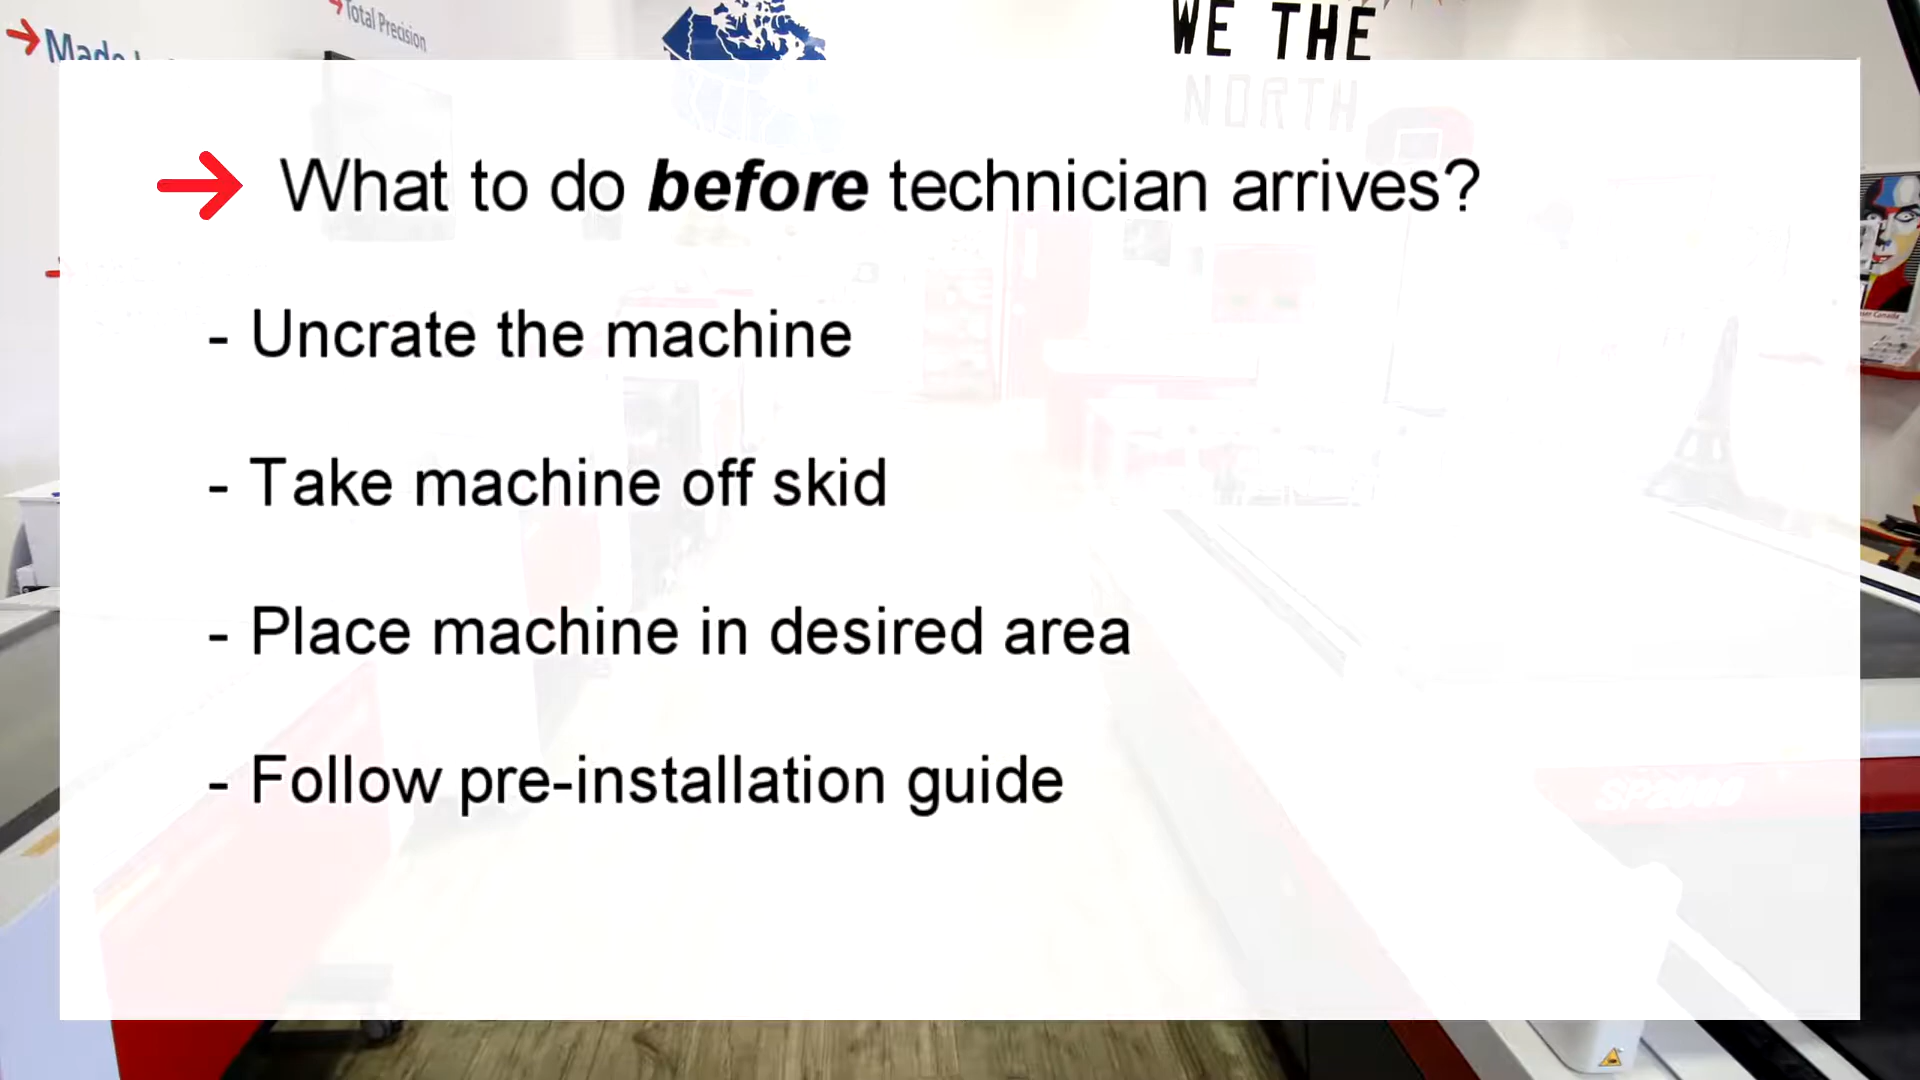 Total Precision
WE THE
NORTH
What to do before technician arrives?
- Uncrate the machine
- Take machine off skid
- Place machine in desired area
- Follow pre-installation guide